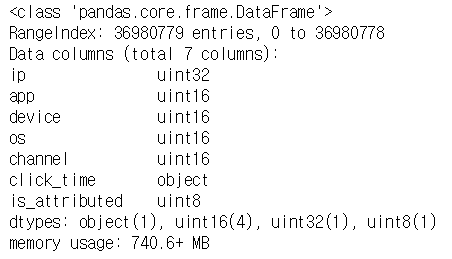 <class 'pandas.core.frame.DataFrame'>
RangeIndex: 36980779 entries, 0 to 36980778
Data columns (total 7 columns):
ip               uint32
app              uint16
device           uint16
os               uint16
channel          uint16
click_time       object
is_attributed    uint8
dtypes: object(1), uint16(4), uint32(1), uint8(1)
memory usage: 740.6+ MB